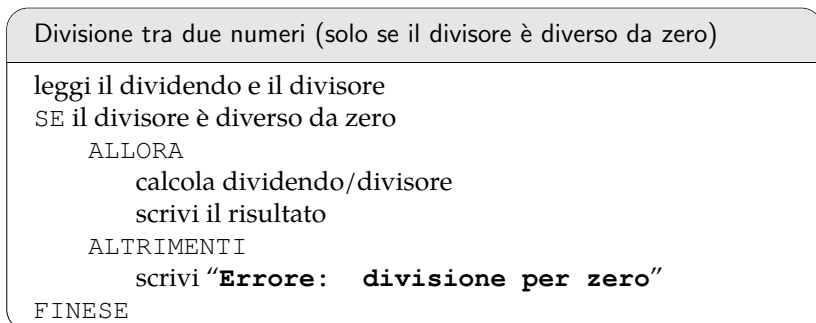 Divisione tra due numeri (solo se il divisore è diverso da zero)
leggi il dividendo e il divisore
SE il divisore è diverso da zero
ALLORA
calcola dividendo/divisore
scrivi il risultato
ALTRIMENTI
scrivi “Errore: divisione per zero”
FINESE